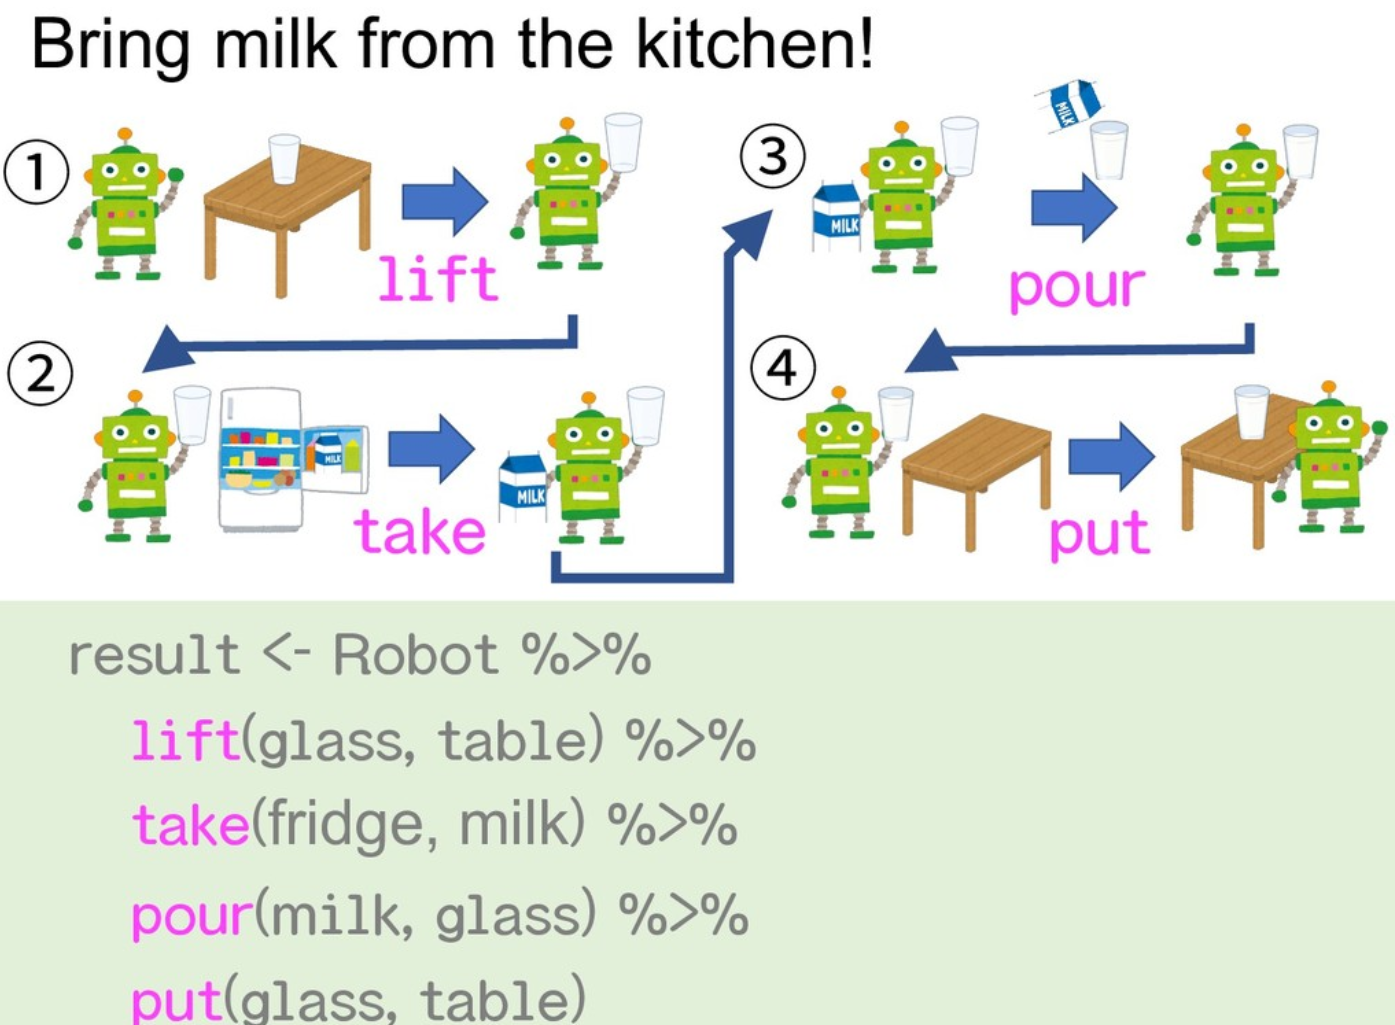 Bring milk from the kitchen!
①
lift
②
MILK
take
MILK
③
MILK
MILK
pour
④
put
result <- Robot %>%
lift(glass, table) %>%
take(fridge, milk) %>%
pour(milk, glass) %>%
put(glass, table)